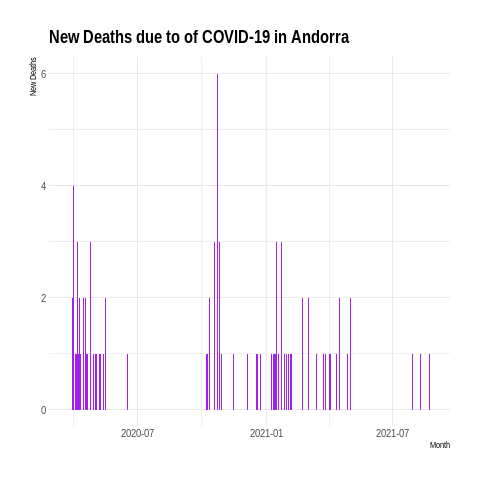 New Deaths due to of COVID-19 in Andorra
New Deaths
6
4
2
0
2020-07
2021-01
2021-07
Month